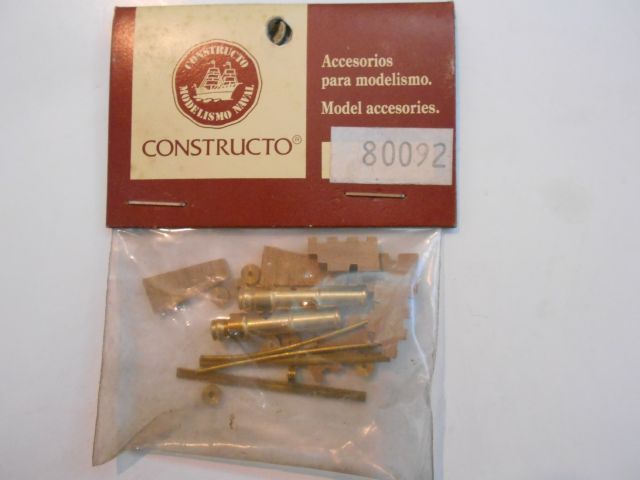 CONSTRUCTO
MODELISMO NAVAL
CONSTRUCTO®
Accesorios
para modelismo.
Model accesories.
80092